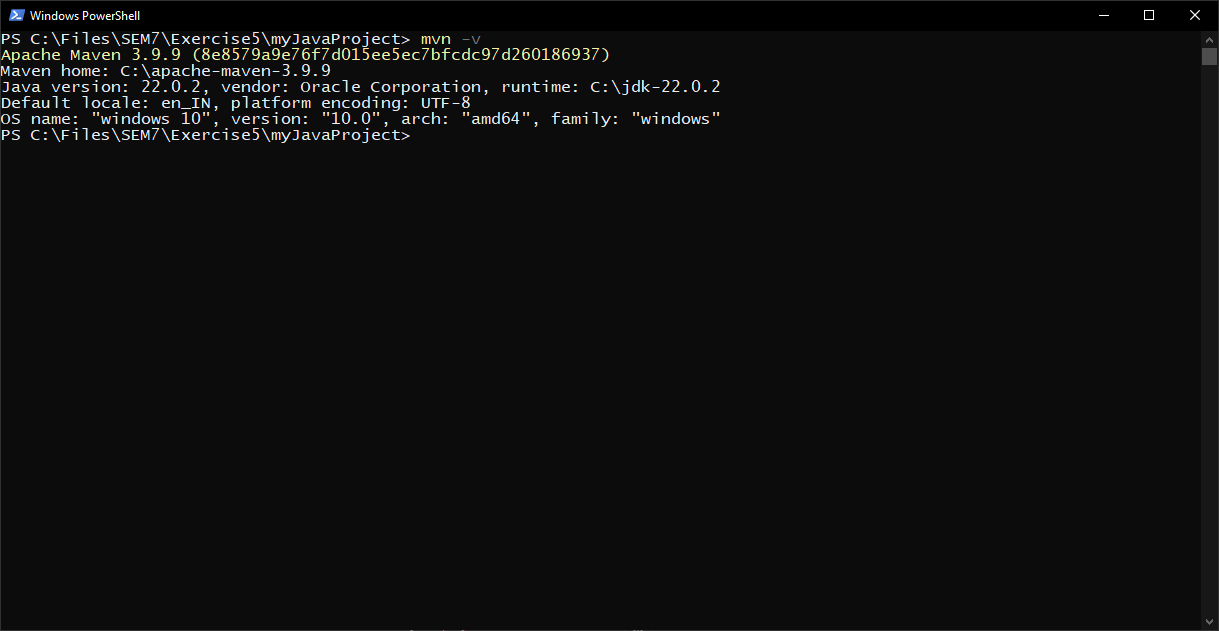 Windows PowerShell
PS C:\Files\SEM7\Exercise5\myJavaProject> mvn -v
Apache Maven 3.9.9 (8e8579a9e76f7d015ee5ec7bfcdc97d260186937)
Maven home: C:\apache-maven-3.9.9
Java version: 22.0.2, vendor: Oracle Corporation, runtime: C:\jdk-22.0.2
Default locale: en_IN, platform encoding: UTF-8
OS name: "windows 10", version: "10.0", arch: "amd64", family: "windows"
PS C:\Files\SEM7\Exercise5\myJavaProject>